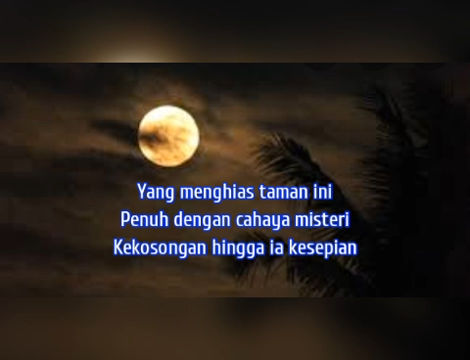 Yang menghias taman ini
Penuh dengan cahaya misteri
Kekosongan hingga ia kesepian